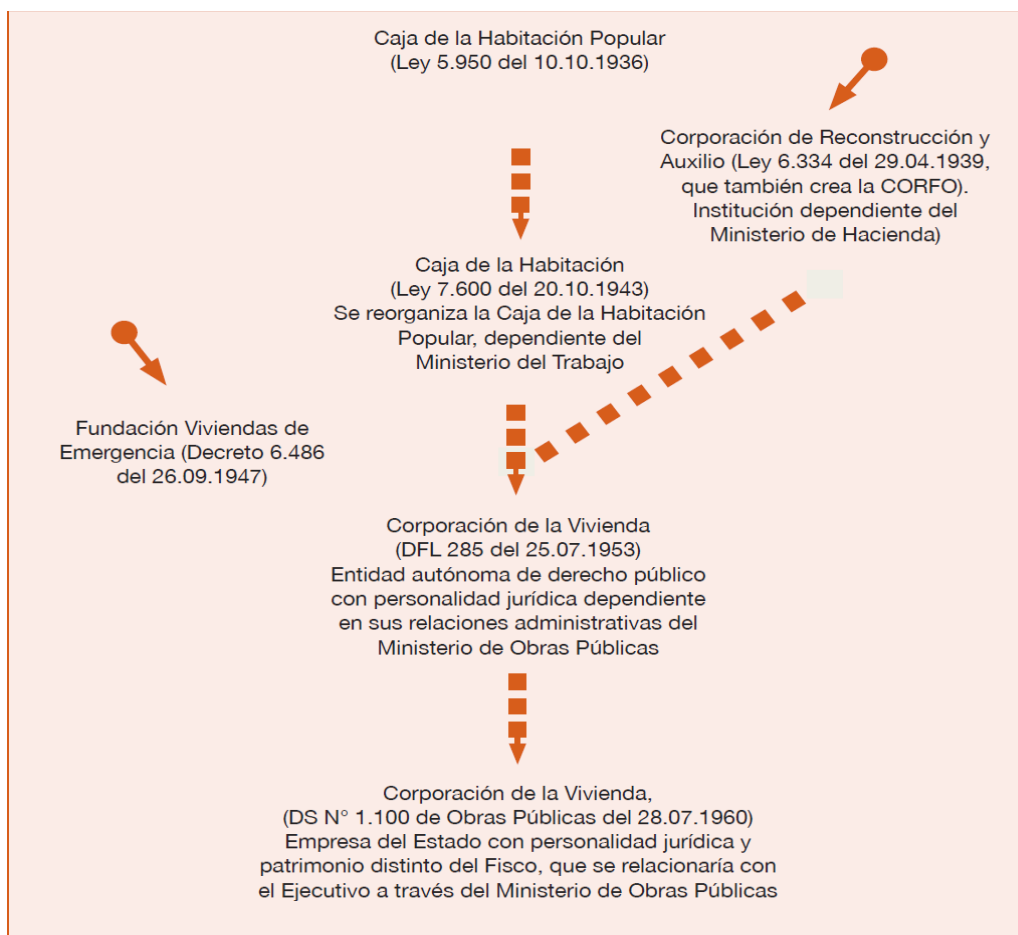 Caja de la Habitación Popular
(Ley 5.950 del 10.10.1936)
Corporación de Reconstrucción y
Auxilio (Ley 6.334 del 29.04.1939,
que también crea la CORFO).
Institución dependiente del
Ministerio de Hacienda)
Caja de la Habitación
(Ley 7.600 del 20.10.1943)
Se reorganiza la Caja de la Habitación
Popular, dependiente del
Ministerio del Trabajo
Fundación Viviendas de
Emergencia (Decreto 6.486
del 26.09.1947)
Corporación de la Vivienda
(DFL 285 del 25.07.1953)
Entidad autónoma de derecho público
con personalidad jurídica dependiente
en sus relaciones administrativas del
Ministerio de Obras Públicas
Corporación de la Vivienda,
(DS N° 1.100 de Obras Públicas del 28.07.1960)
Empresa del Estado con personalidad jurídica y
patrimonio distinto del Fisco, que se relacionaría con
el Ejecutivo a través del Ministerio de Obras Públicas